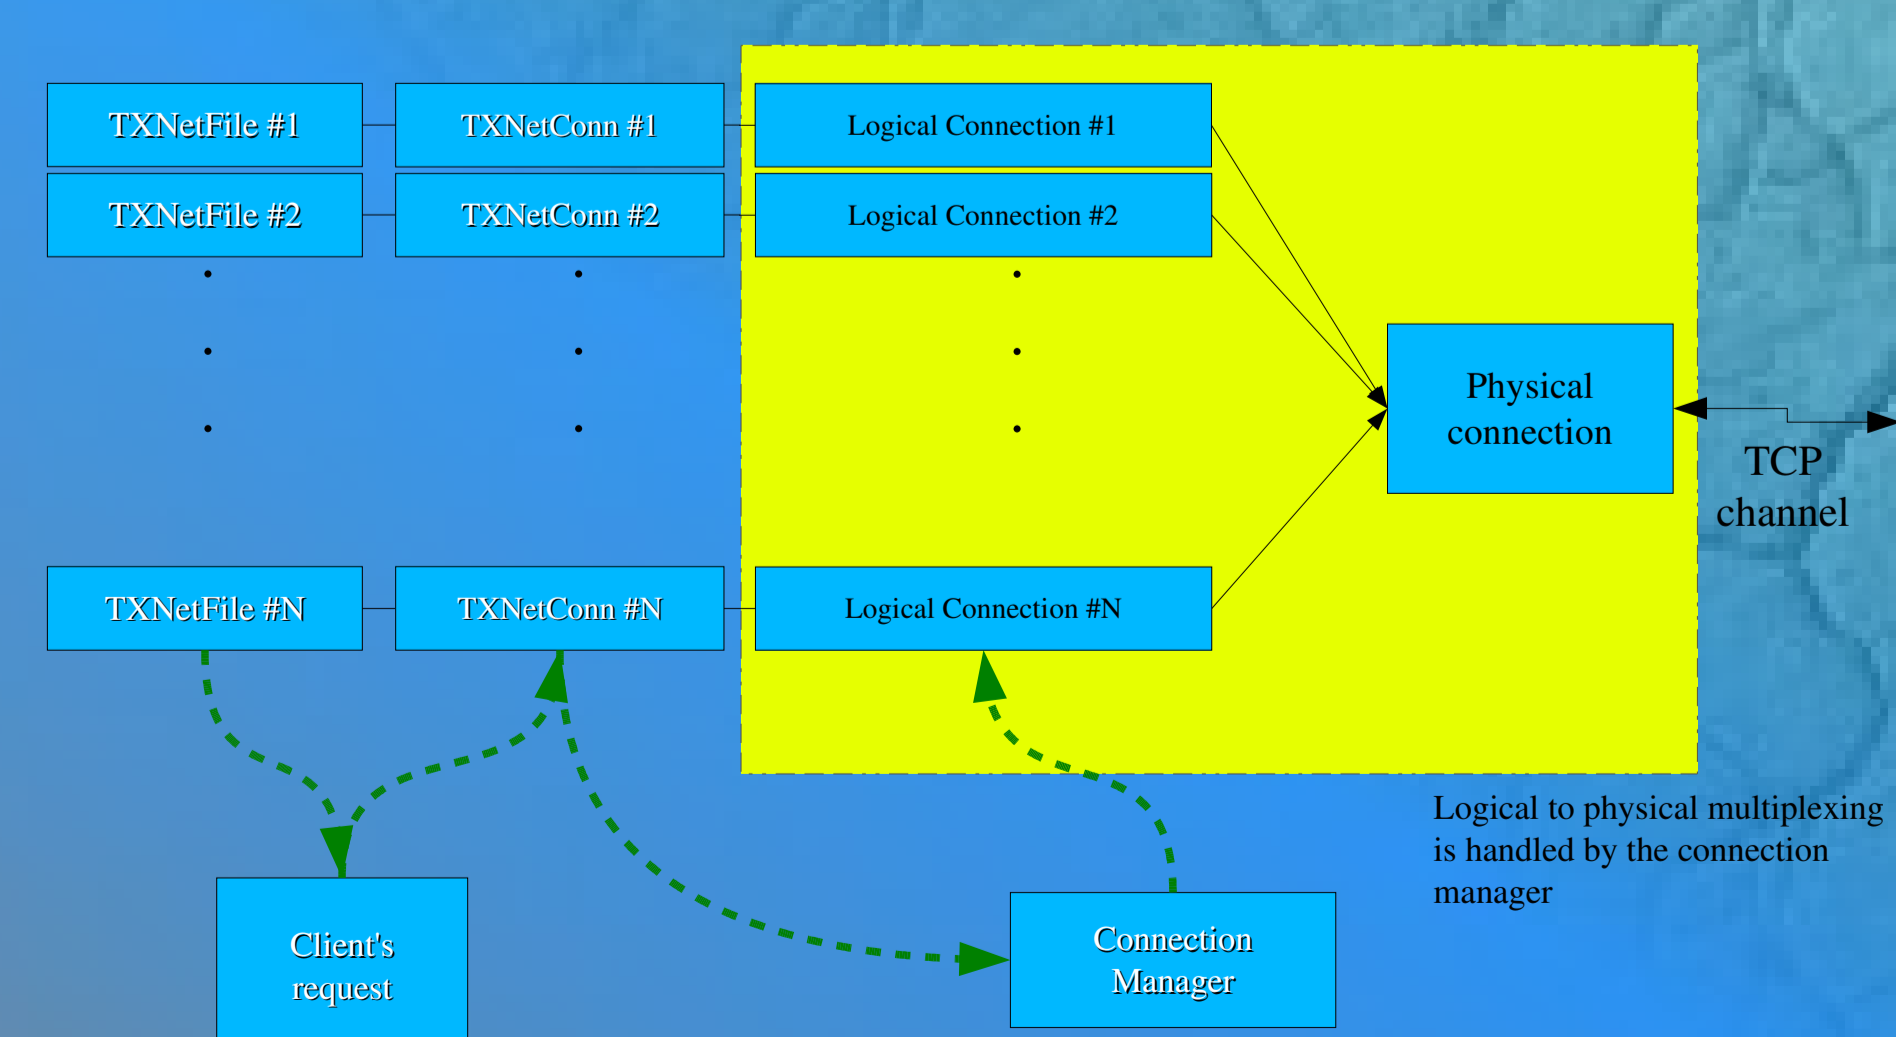 TXNetFile #1
TXNetConn #1
Logical Connection #1
TXNetFile #2
TXNetConn #2
Logical Connection #2
Physical
connection
TCP
channel
TXNetFile #N
TXNetConn #N
Logical Connection #N
Logical to physical multiplexing
is handled by the connection
manager
Client's
request
Connection
Manager